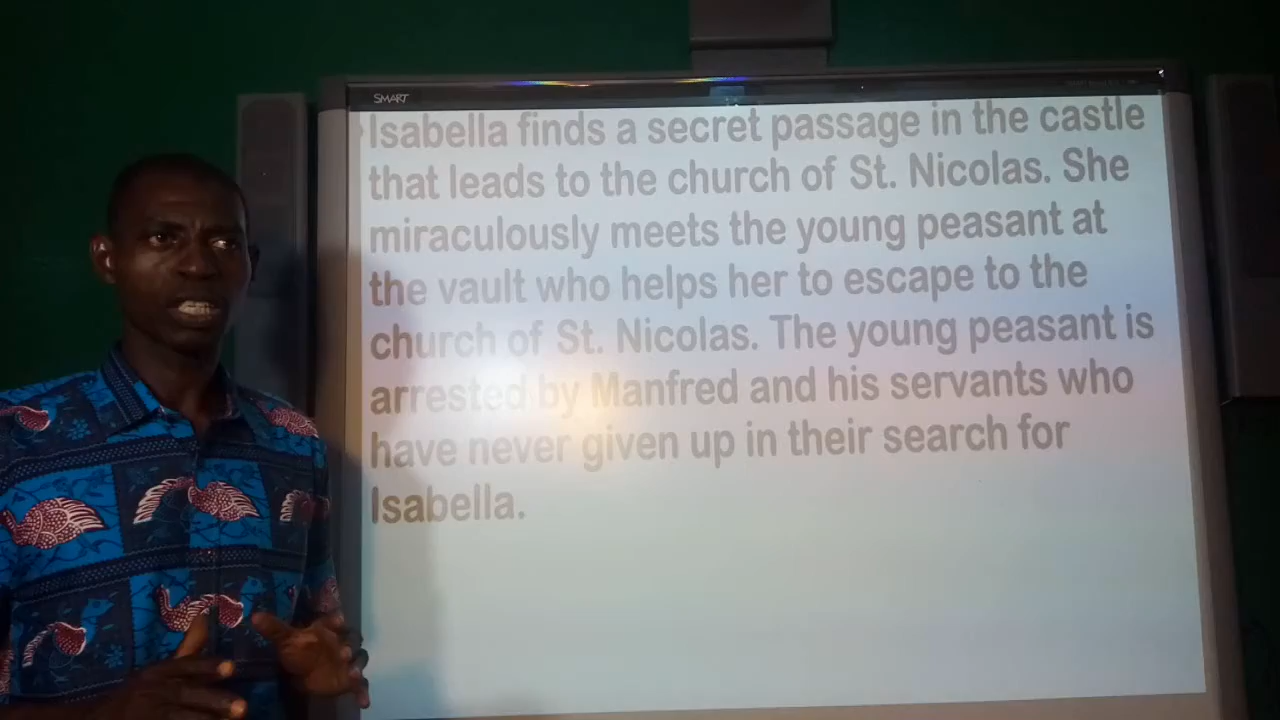 SMART
Isabella finds a secret passage in the castle
that leads to the church of St. Nicolas. She
miraculously meets the young peasant at
the vault who helps her to escape to the
church of St. Nicolas. The young peasant is
arrested by Manfred and his servants who
have never given up in their search for
Isabella.